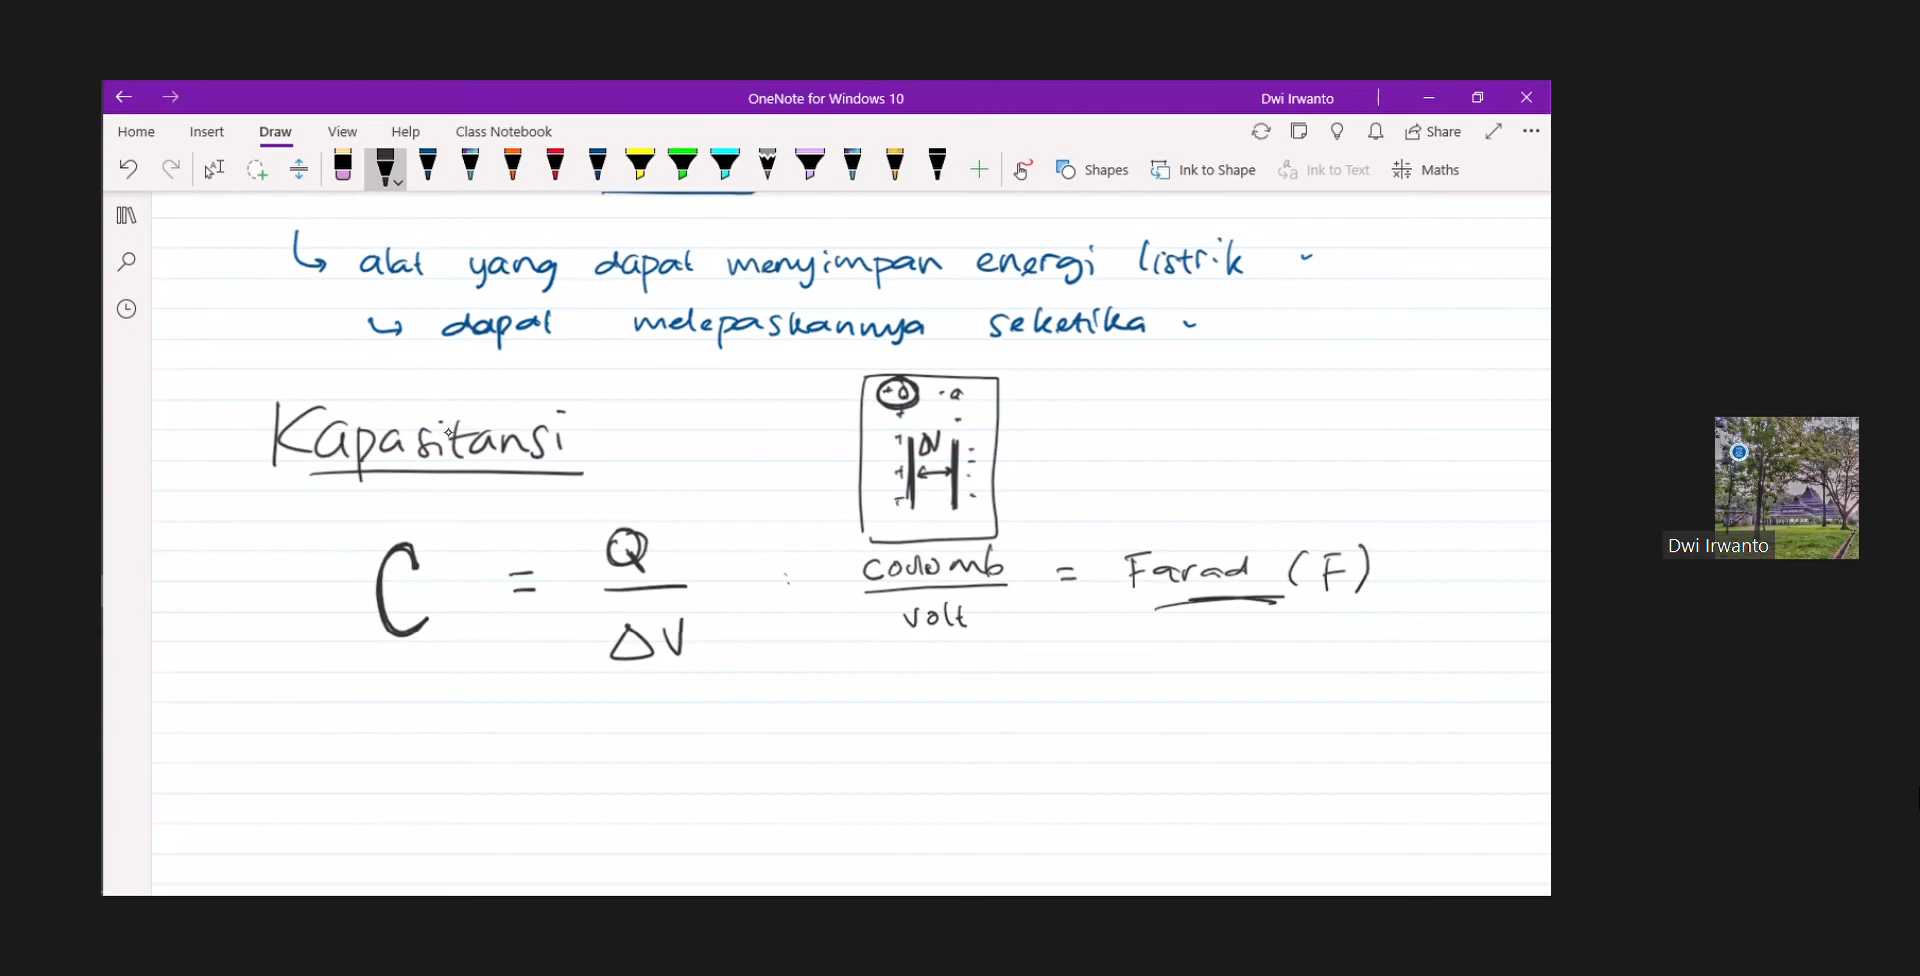 OneNote for Windows 10
Dwi Irwanto
Home Insert Draw View Help Class Notebook Share
Shapes Ink to Shape Ink to Text Maths
↳ alat yang dapat menyimpan energi listrik
↳ dapat melepaskannya seketika
Kapasitansi
+Q -Q
ΔV
C = Q / ΔV : coulomb / volt = Farad (F)
Dwi Irwanto